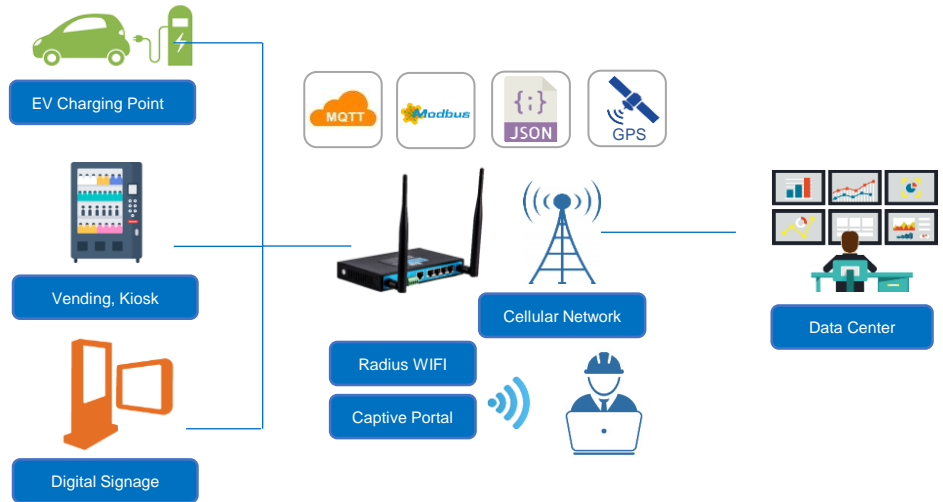 EV Charging Point
MQTT
Modbus
{;}
JSON
GPS
Vending, Kiosk
Cellular Network
Data Center
Radius WIFI
Captive Portal
Digital Signage